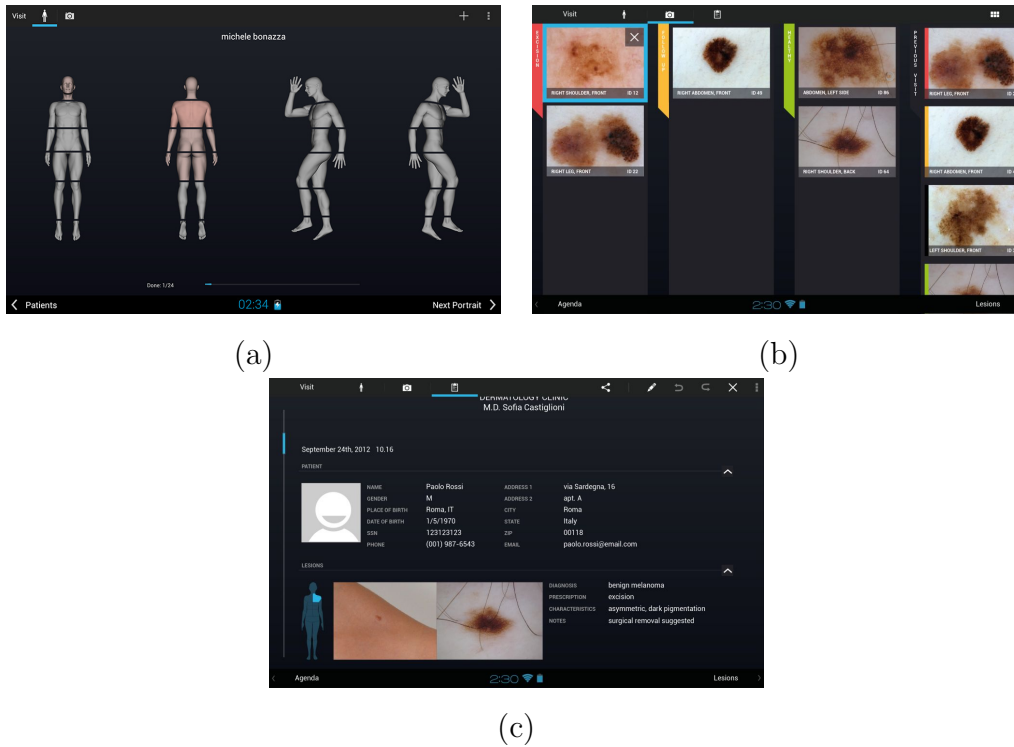 Visit
michele bonazza
Done: 1/24
Patients
02:34
Next Portrait
(a)
Visit
EXCISION
RIGHT SHOULDER, FRONT ID 12
RIGHT LEG, FRONT ID 22
FOLLOW UP
RIGHT ABDOMEN, FRONT ID 40
HEALTHY
ABDOMEN, LEFT SIDE ID 86
RIGHT SHOULDER, BACK ID 64
PREVIOUS VISIT
RIGHT LEG, FRONT
RIGHT ABDOMEN, FRONT
LEFT SHOULDER, FRONT
Agenda
2:30
Lesions
(b)
Visit
DERMATOLOGY CLINIC
M.D. Sofia Castiglioni
September 24th, 2012 10.16
PATIENT
NAME Paolo Rossi ADDRESS 1 via Sardegna, 16
GENDER M ADDRESS 2 apt. A
PLACE OF BIRTH Roma, IT CITY Roma
DATE OF BIRTH 1/5/1970 STATE Italy
SSN 123123123 ZIP 00118
PHONE (001) 987-6543 EMAIL paolo.rossi@email.com
LESIONS
DIAGNOSIS benign melanoma
PRESCRIPTION excision
CHARACTERISTICS asymmetric, dark pigmentation
NOTES surgical removal suggested
Agenda
2:30
Lesions
(c)